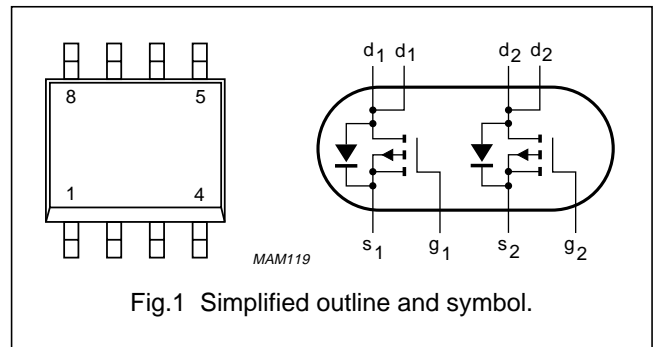 d1 d1 d2 d2
8 5
1 4
s1 g1 s2 g2
MAM119
Fig.1 Simplified outline and symbol.